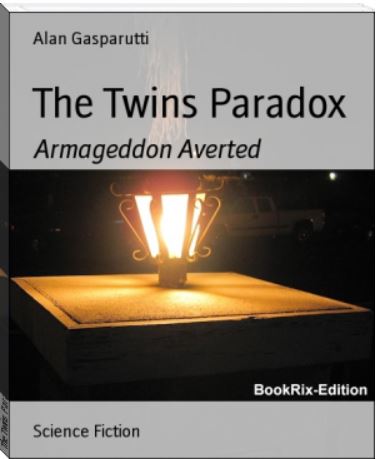 Alan Gasparutti
The Twins Paradox
Armageddon Averted
BookRix-Edition
Science Fiction